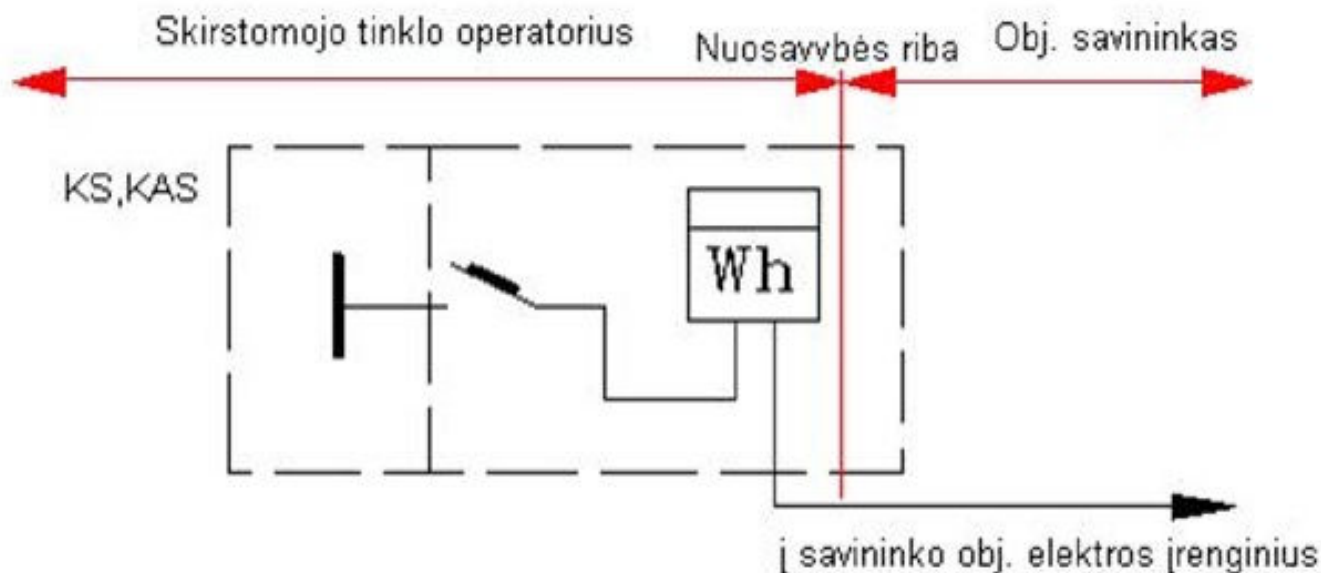 Skirstomojo tinklo operatorius
Nuosavybės riba
Obj. savininkas
KS,KAS
Wh
į savininko obj. elektros įrenginius